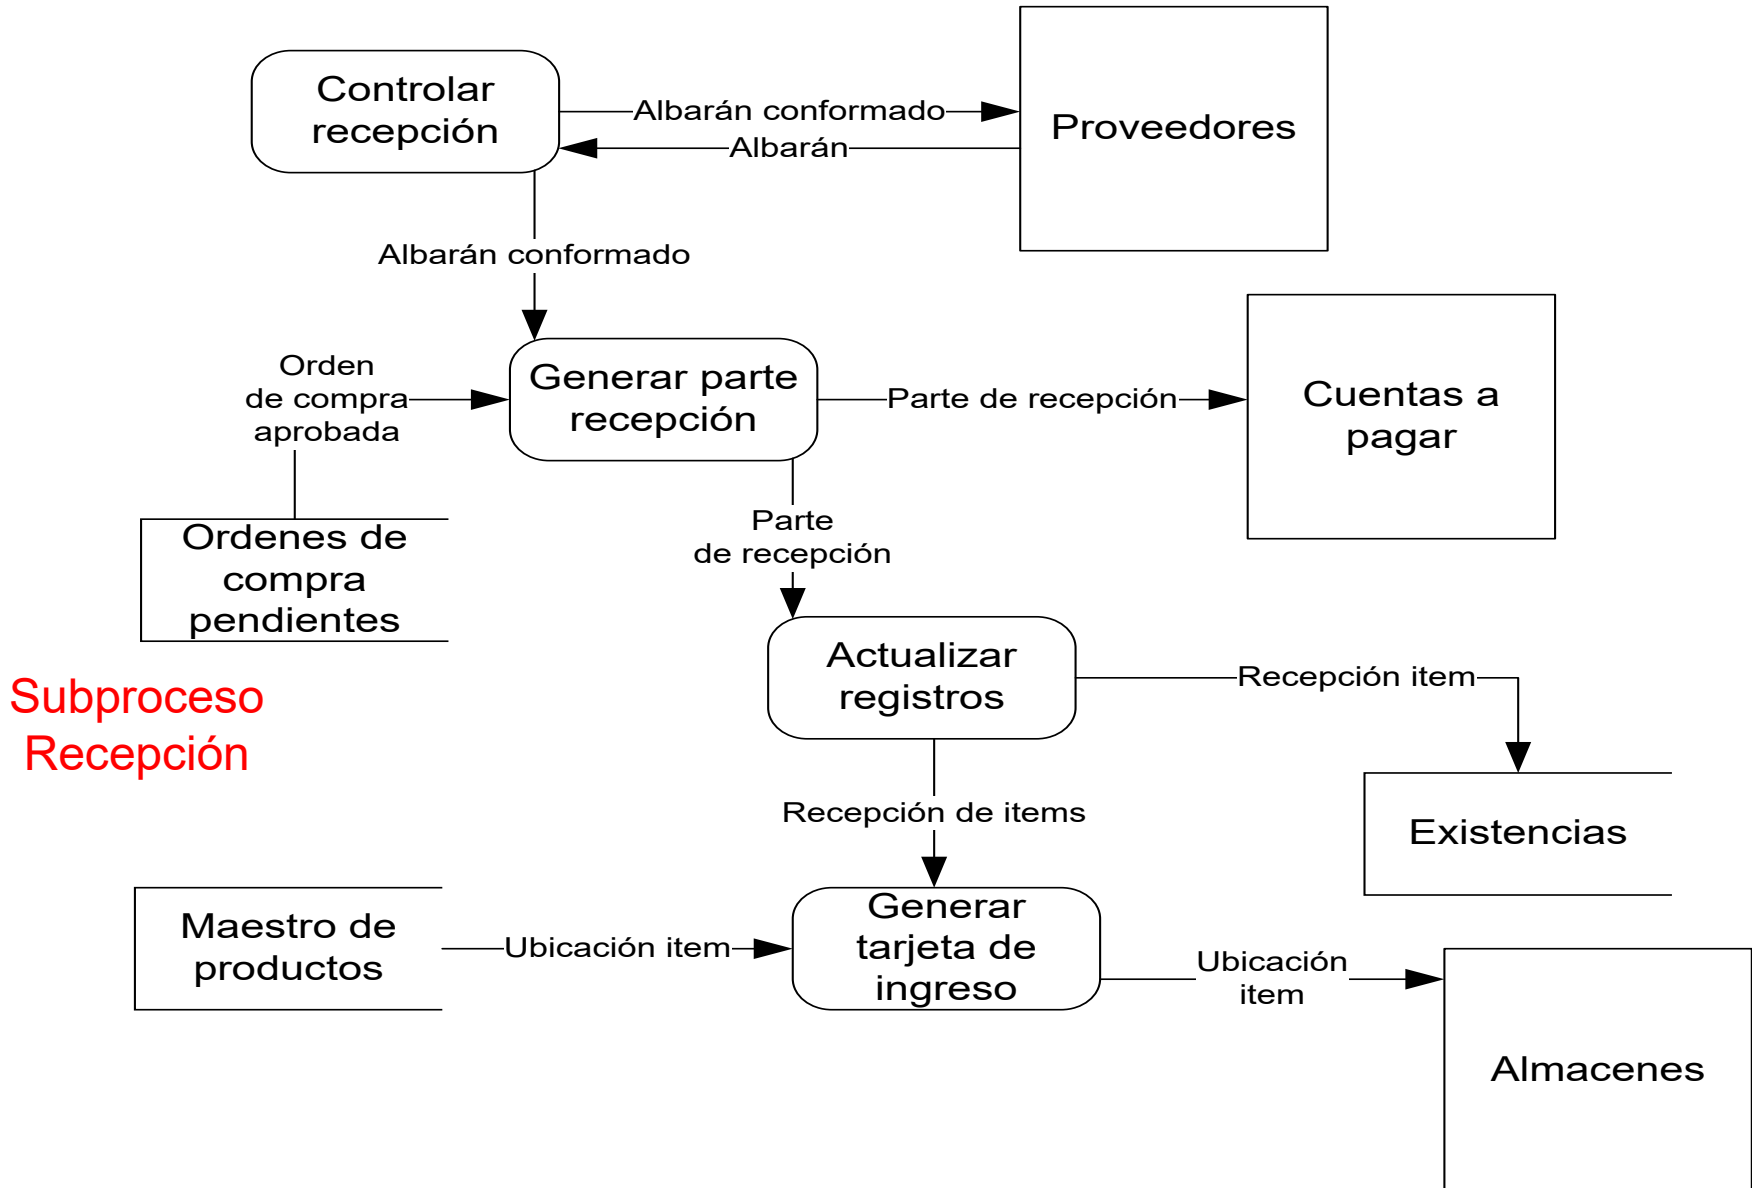 Controlar
recepción
Albarán conformado
Albarán
Proveedores
Albarán conformado
Orden
de compra
aprobada
Generar parte
recepción
Parte de recepción
Cuentas a
pagar
Ordenes de
compra
pendientes
Parte
de recepción
Subproceso
Recepción
Actualizar
registros
Recepción item
Existencias
Recepción de items
Maestro de
productos
Ubicación item
Generar
tarjeta de
ingreso
Ubicación
item
Almacenes